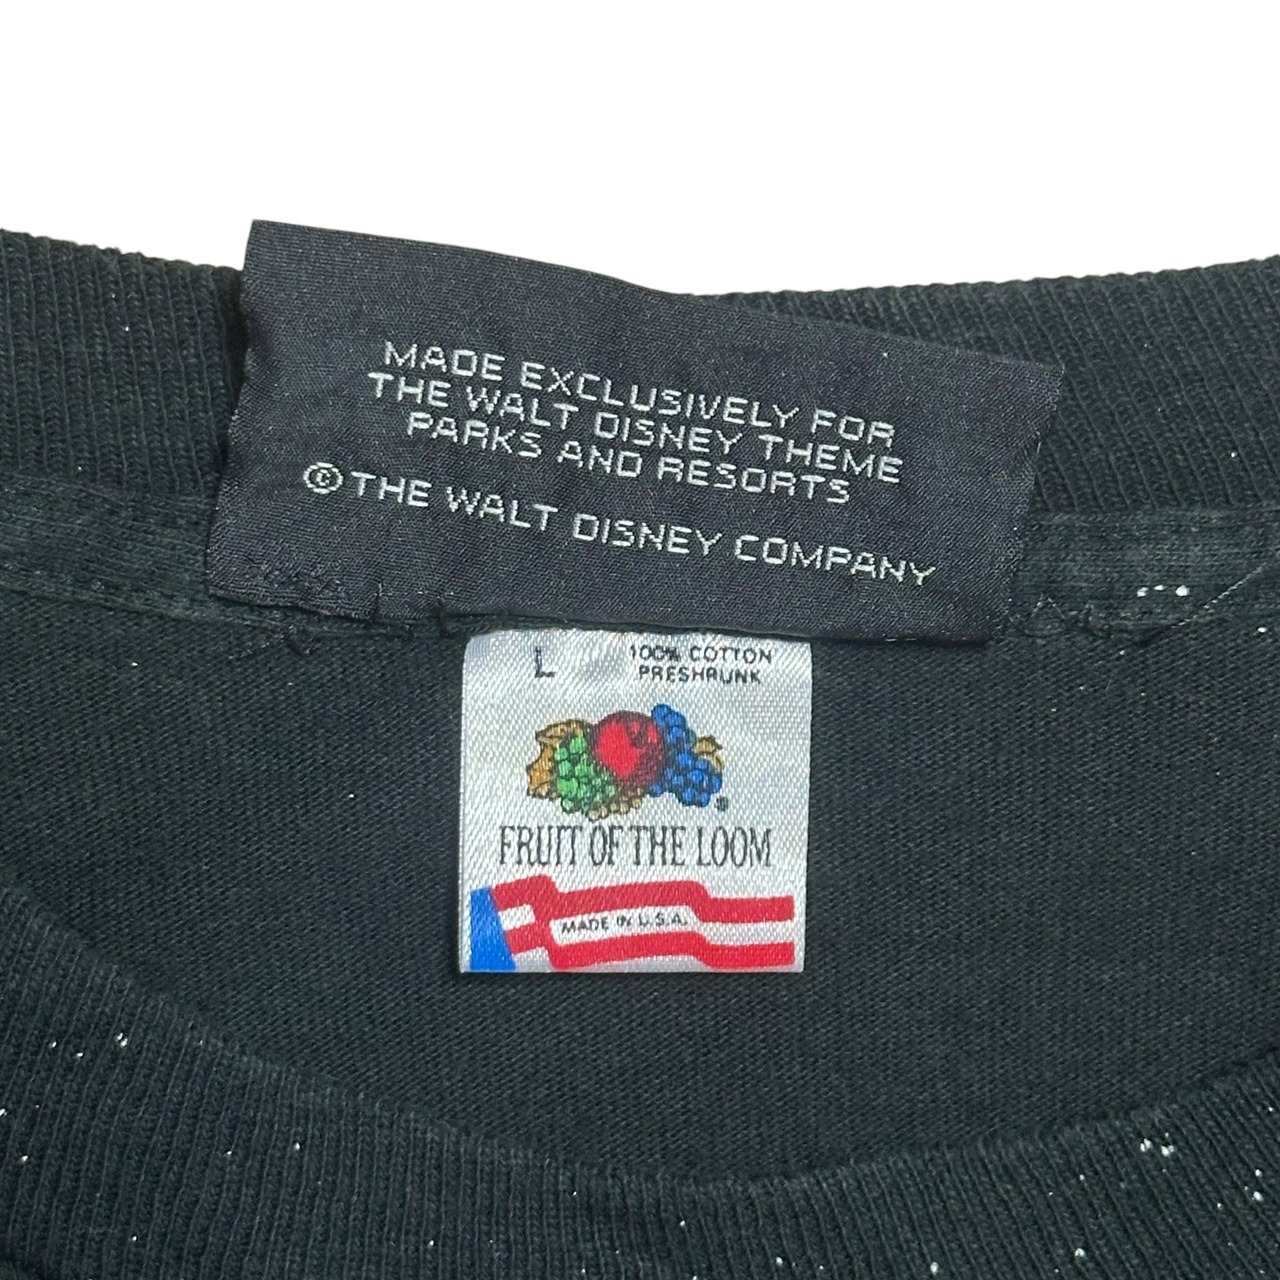 MADE EXCLUSIVELY FOR
THE WALT DISNEY THEME
PARKS AND RESORTS
©THE WALT DISNEY COMPANY
L 100% COTTON
PRESHRUNK
®
FRUIT OF THE LOOM
MADE IN U.S.A.